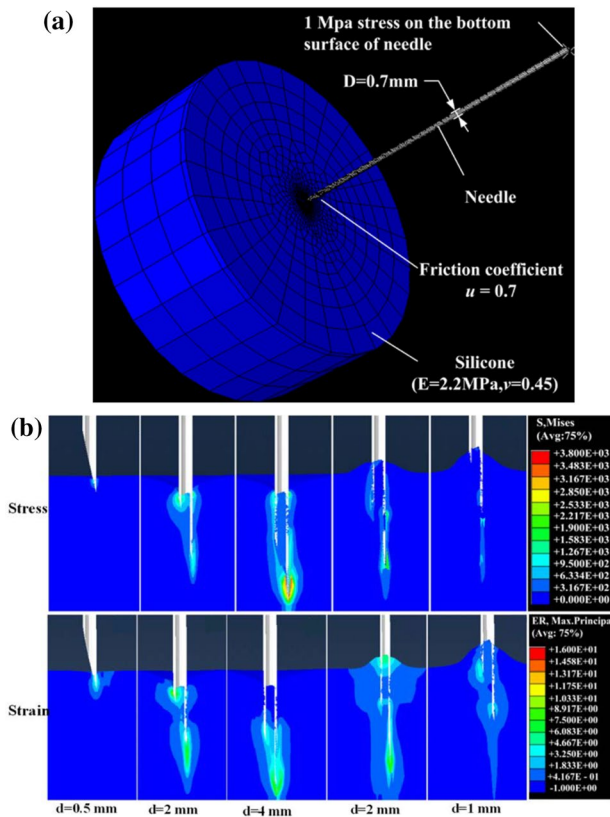 (a)
1 Mpa stress on the bottom
surface of needle
D=0.7mm
Needle
Friction coefficient
u = 0.7
Silicone
(E=2.2MPa,v=0.45)
(b)
S,Mises
(Avg:75%)
+3.800E+03
+3.483E+03
+3.167E+03
+2.850E+03
+2.533E+03
+2.217E+03
+1.900E+03
+1.583E+03
+1.267E+03
+9.500E+02
+6.334E+02
+3.167E+02
+0.000E+00
Stress
ER, Max.Principa
(Avg: 75%)
+1.600E+01
+1.458E+01
+1.317E+01
+1.175E+01
+1.033E+01
+8.917E+00
+7.500E+00
+6.083E+00
+4.667E+00
+3.250E+00
+1.833E+00
+4.167E - 01
-1.000E+00
Strain
d=0.5 mm d=2 mm d=4 mm d=2 mm d=1 mm